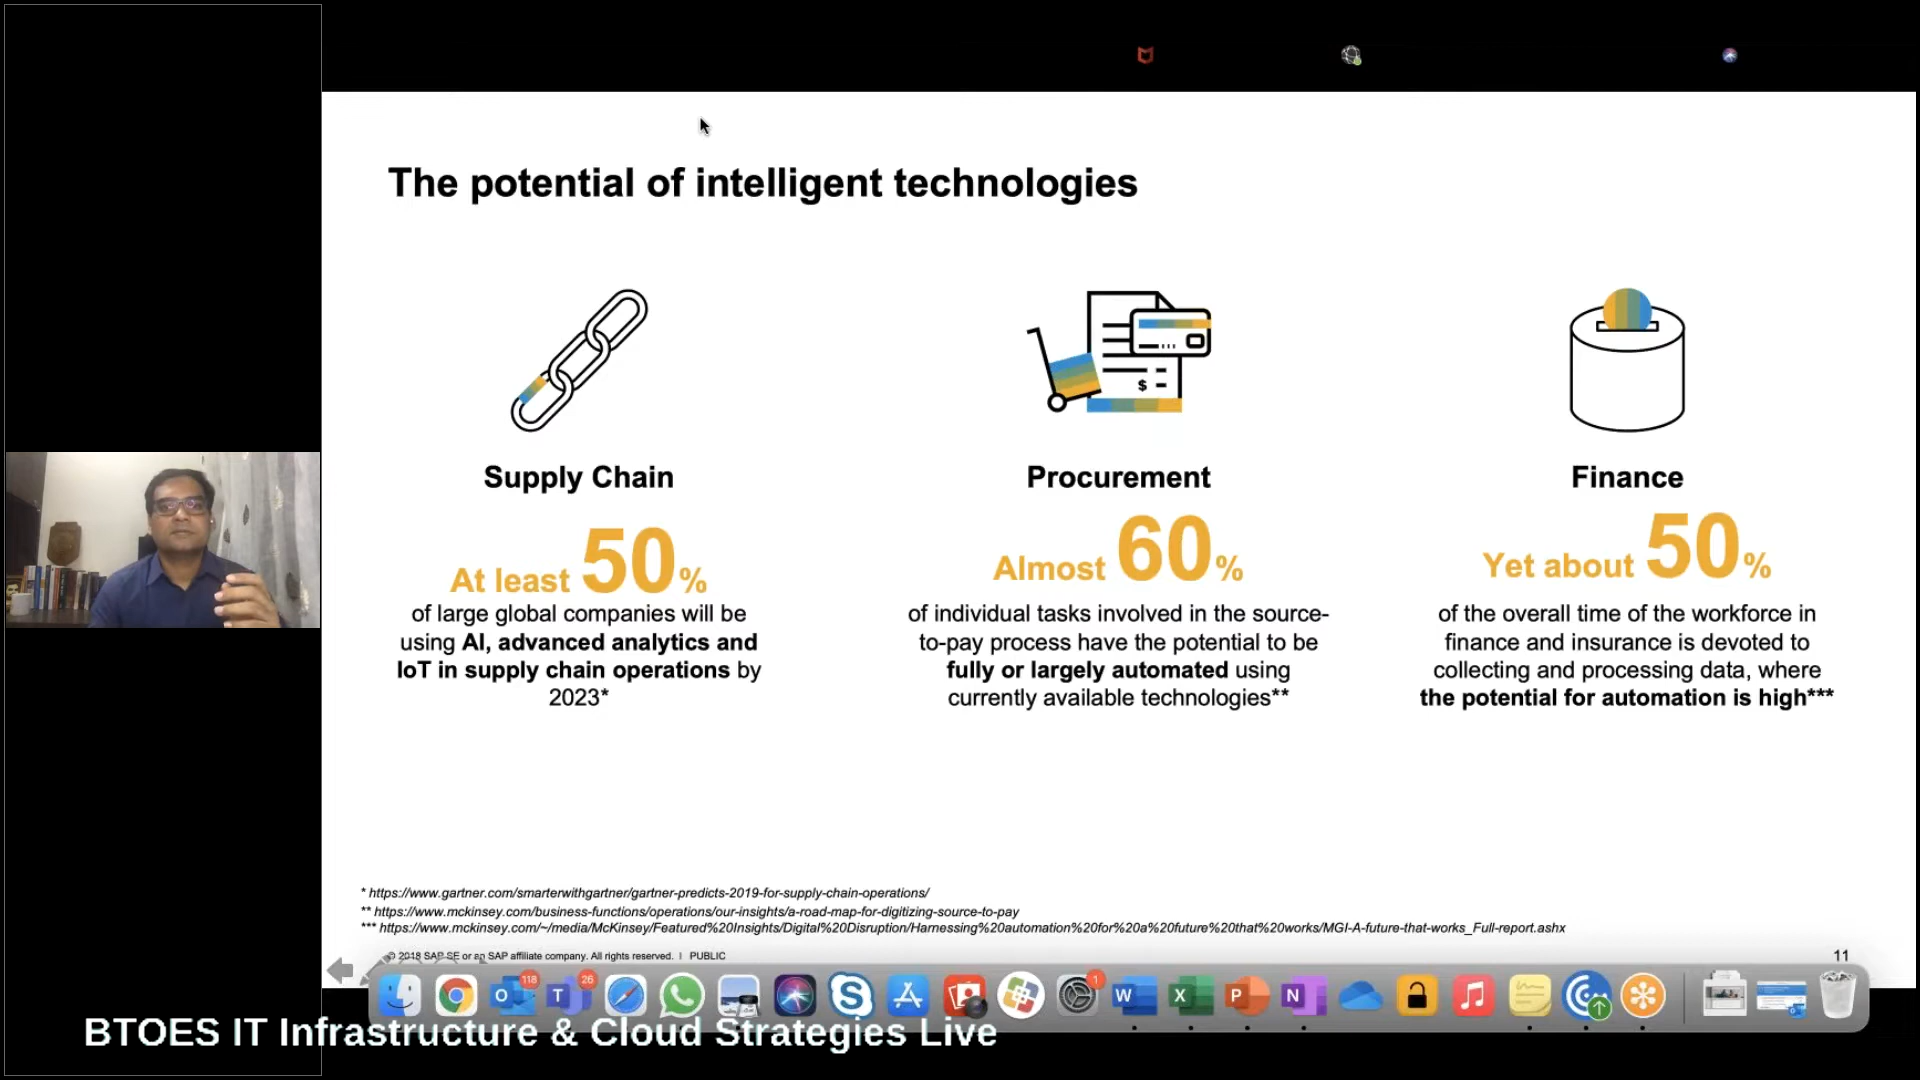 The potential of intelligent technologies
Supply Chain
At least 50%
of large global companies will be
using AI, advanced analytics and
IoT in supply chain operations by
2023*
$
Procurement
Almost 60%
of individual tasks involved in the source-
to-pay process have the potential to be
fully or largely automated using
currently available technologies**
Finance
Yet about 50%
of the overall time of the workforce in
finance and insurance is devoted to
collecting and processing data, where
the potential for automation is high***
* https://www.gartner.com/smarterwithgartner/gartner-predicts-2019-for-supply-chain-operations/
** https://www.mckinsey.com/business-functions/operations/our-insights/a-road-map-for-digitizing-source-to-pay
*** https://www.mckinsey.com/~/media/McKinsey/Featured%20Insights/Digital%20Disruption/Harnessing%20automation%20for%20a%20future%20that%20works/MGI-A-future-that-works_Full-report.ashx
© 2018 SAP SE or an SAP affiliate company. All rights reserved. | PUBLIC
11
O 118 T 26 S 1 W X P N
BTOES IT Infrastructure & Cloud Strategies Live